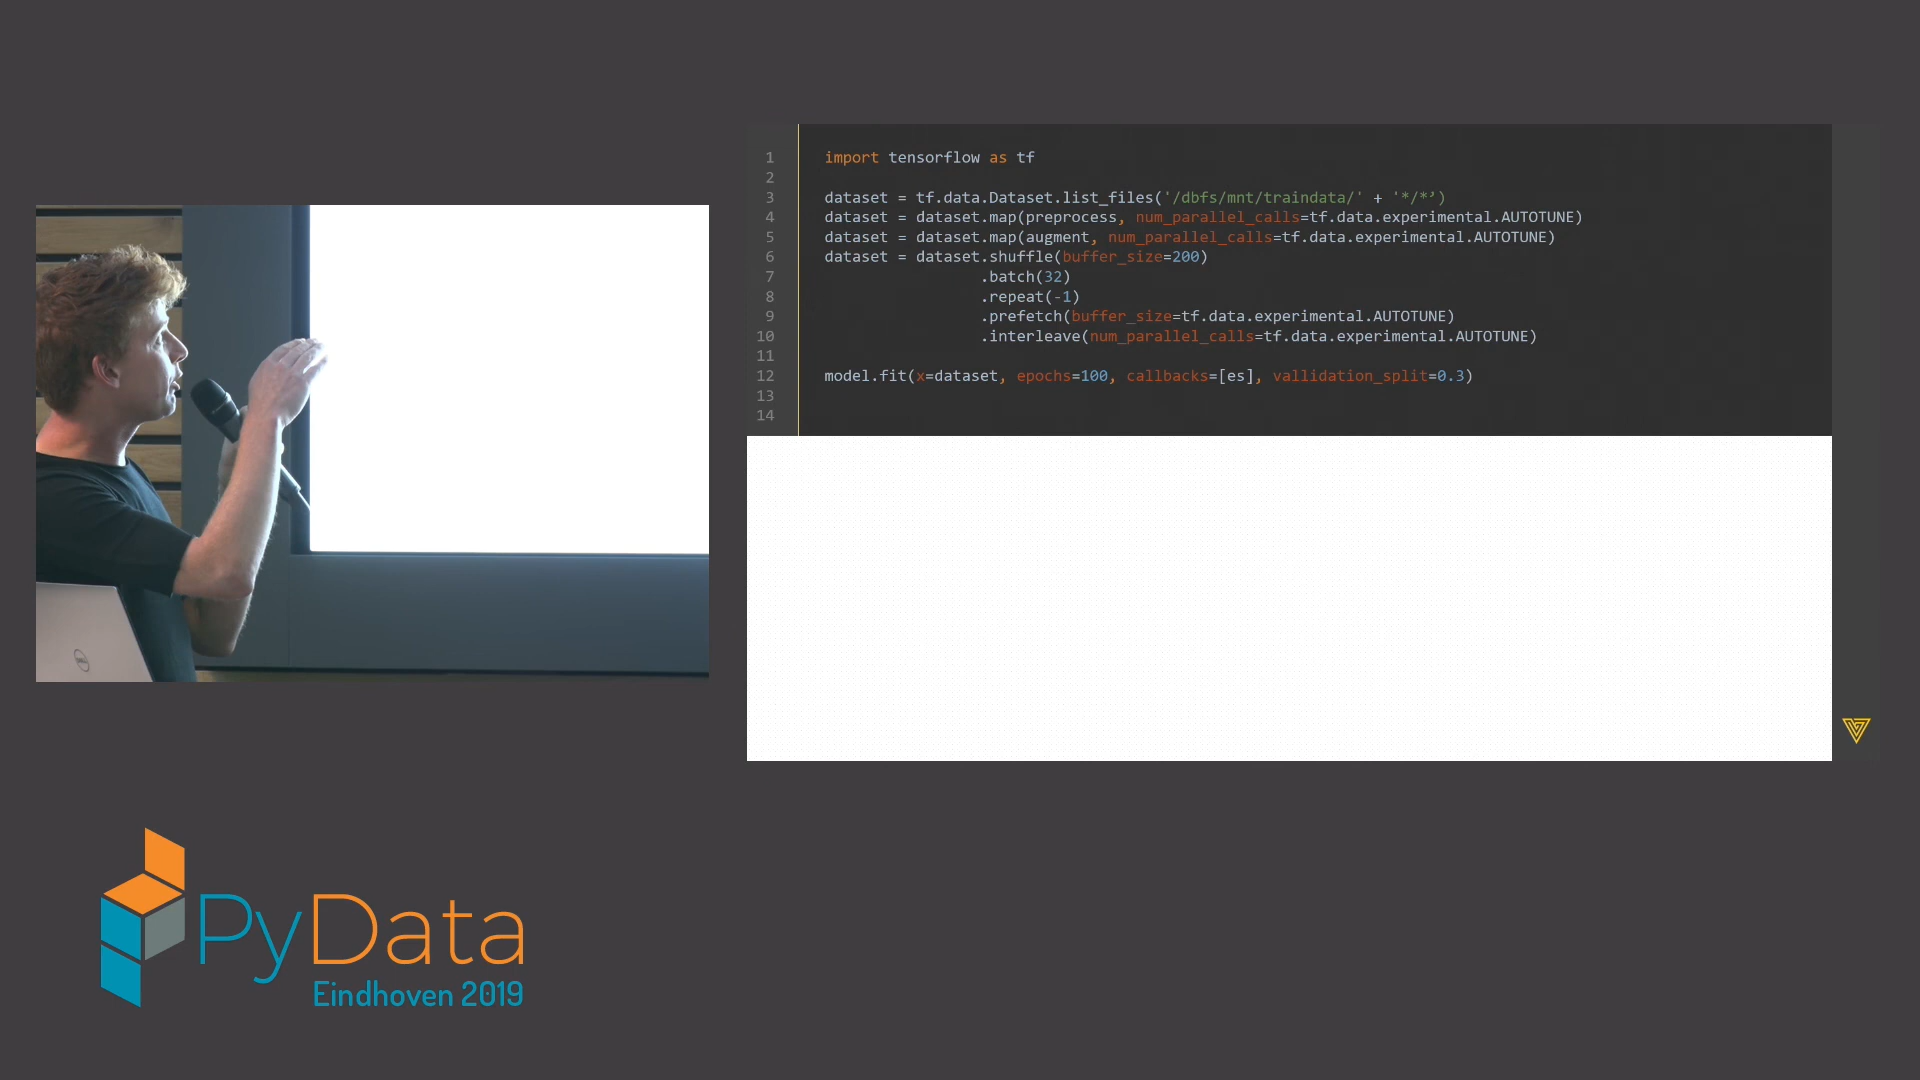 1 import tensorflow as tf
2
3 dataset = tf.data.Dataset.list_files('/dbfs/mnt/traindata/' + '*/*’)
4 dataset = dataset.map(preprocess, num_parallel_calls=tf.data.experimental.AUTOTUNE)
5 dataset = dataset.map(augment, num_parallel_calls=tf.data.experimental.AUTOTUNE)
6 dataset = dataset.shuffle(buffer_size=200)
7 .batch(32)
8 .repeat(-1)
9 .prefetch(buffer_size=tf.data.experimental.AUTOTUNE)
10 .interleave(num_parallel_calls=tf.data.experimental.AUTOTUNE)
11
12 model.fit(x=dataset, epochs=100, callbacks=[es], vallidation_split=0.3)
13
14
DELL
PyData
Eindhoven 2019